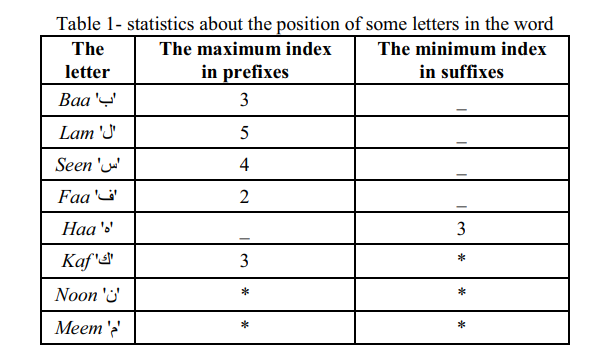 Table 1- statistics about the position of some letters in the word
The letter The maximum index in prefixes The minimum index in suffixes
Baa 'ب' 3 _
Lam 'ل' 5 _
Seen 'س' 4 _
Faa 'ف' 2 _
Haa 'ه' _ 3
Kaf 'ك' 3 *
Noon 'ن' * *
Meem 'م' * *